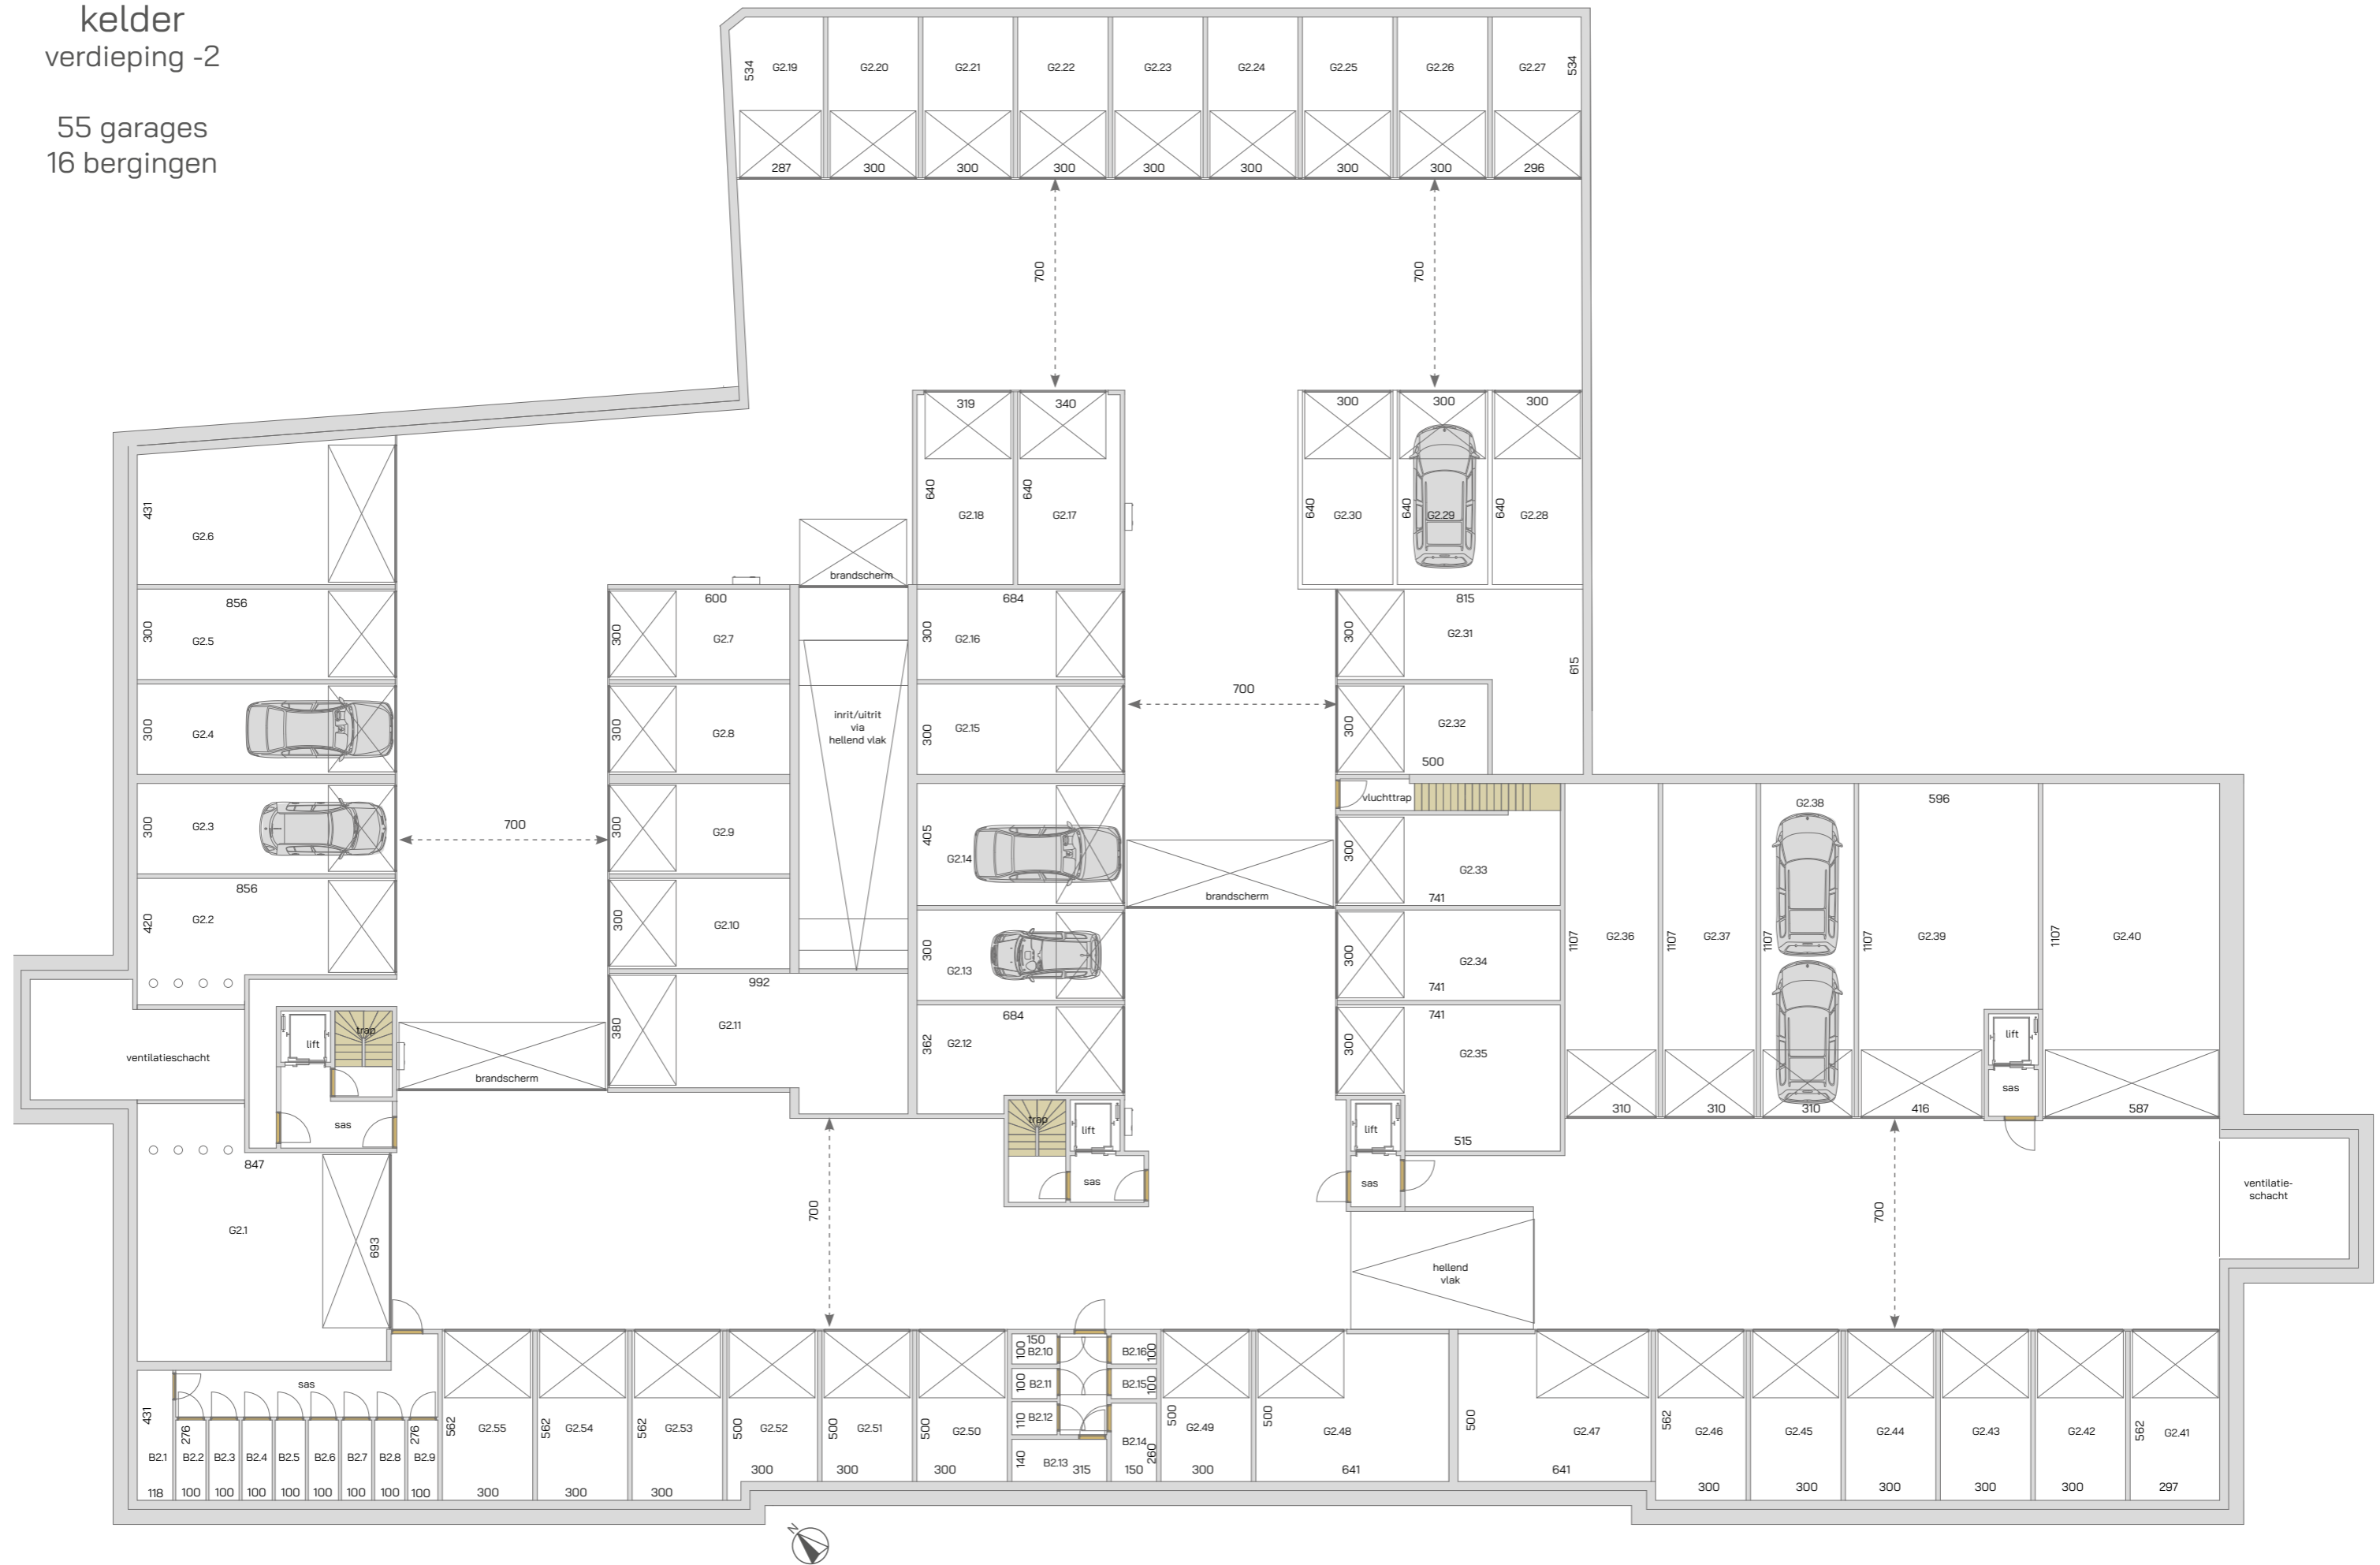 kelder
verdieping -2
55 garages
16 bergingen
534 G2.19 G2.20 G2.21 G2.22 G2.23 G2.24 G2.25 G2.26 G2.27 534
287 300 300 300 300 300 300 300 296
700 700
319 340 300 300 300
640 G2.18 640 G2.17 640 G2.30 640 G2.29 640 G2.28
431
G2.6
brandscherm
856 600 684 815
300 G2.5 300 G2.7 300 G2.16 300 G2.31
615
700
300 G2.4 300 G2.8 300 G2.15 300 G2.32
inrit/uitrit
via
hellend vlak
500
vluchttrap
G2.38
596
300 G2.3 700 300 G2.9 405 G2.14 300 G2.33
741
brandscherm
856
420 G2.2 300 G2.10 300 G2.13 300 G2.34
741
1107 G2.36 1107 G2.37 1107 1107 G2.39 1107 G2.40
992 684 741
380 G2.11 362 G2.12 300 G2.35
515
trap
lift
ventilatieschacht
brandscherm
sas
lift
sas
310 310 310 416 587
trap
lift
sas
lift
sas
847
G2.1
693
700
700
hellend
vlak
ventilatie-
schacht
sas
431 B2.1 276 B2.2 B2.3 B2.4 B2.5 B2.6 B2.7 B2.8 276 B2.9
118 100 100 100 100 100 100 100 100
562 G2.55 562 G2.54 562 G2.53 500 G2.52 500 G2.51 500 G2.50
300 300 300 300 300 300
150
100 B2.10 B2.16 100
100 B2.11 B2.15 100
110 B2.12
B2.14 260
140 B2.13 315 150
500 G2.49 500 G2.48 500 G2.47
300 641 641
562 G2.46 G2.45 G2.44 G2.43 G2.42 562 G2.41
300 300 300 300 300 297
N